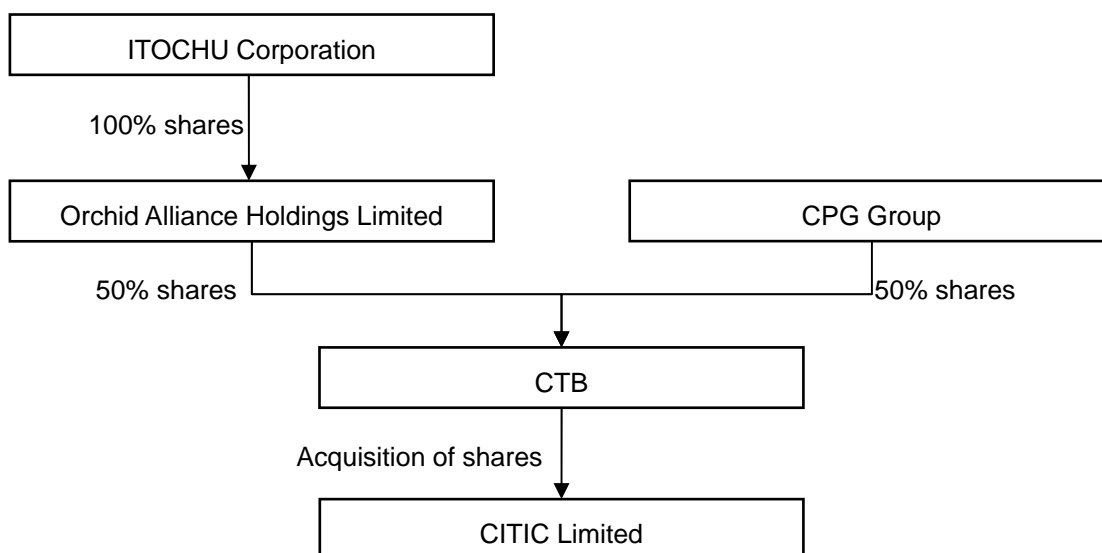 ITOCHU Corporation
100% shares
Orchid Alliance Holdings Limited
CPG Group
50% shares
50% shares
CTB
Acquisition of shares
CITIC Limited